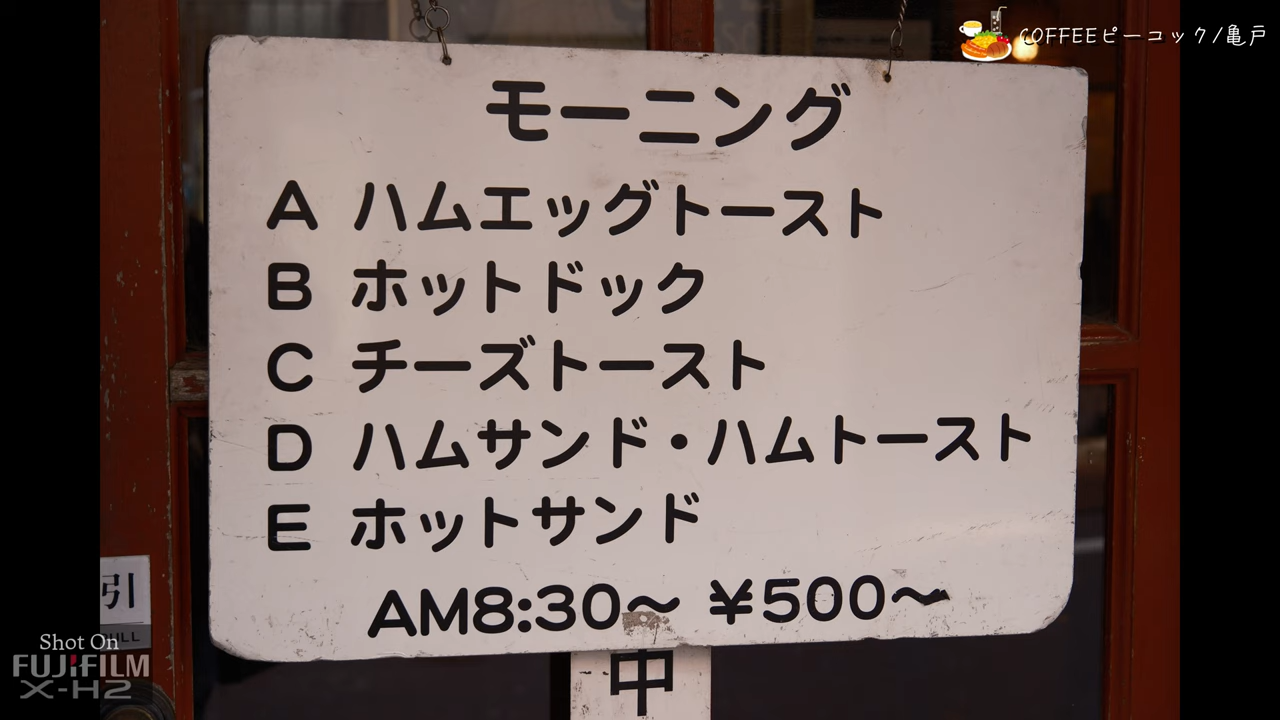 COFFEEピーコック/亀戸
モーニング
A ハムエッグトースト
B ホットドック
C チーズトースト
D ハムサンド・ハムトースト
E ホットサンド
AM8:30〜 ¥500〜
中
引
Shot On
FUJIFILM
X-H2